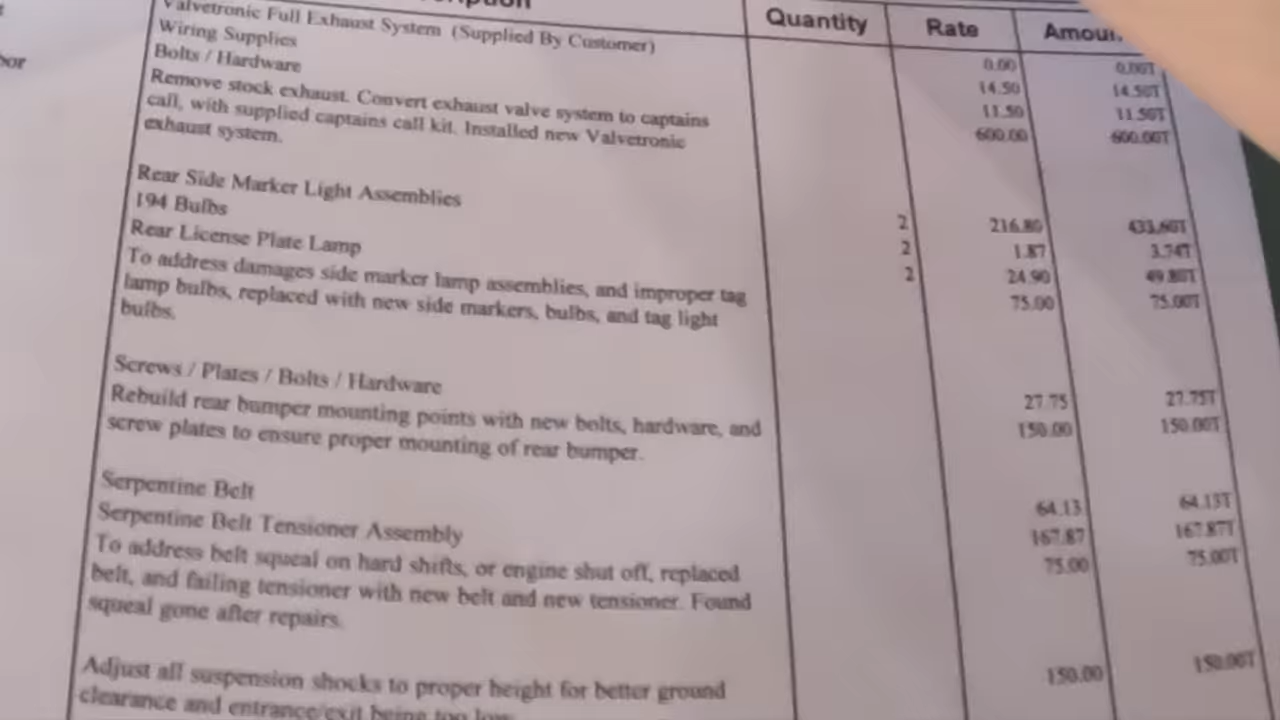 Quantity Rate
Valvetronic Full Exhaust System (Supplied By Customer) 0.00 0.00T
Wiring Supplies 14.50 14.50T
Bolts / Hardware 11.50 11.50T
Remove stock exhaust. Convert exhaust valve system to captains 600.00 600.00T
call, with supplied captains call kit. Installed new Valvetronic
exhaust system.
Rear Side Marker Light Assemblies 2 216.80 433.60T
194 Bulbs 2 1.87 3.74T
Rear License Plate Lamp 2 24.90 49.80T
To address damages side marker lamp assemblies, and improper tag 75.00 75.00T
lamp bulbs, replaced with new side markers, bulbs, and tag light
bulbs.
Screws / Plates / Bolts / Hardware 27.75 27.75T
Rebuild rear bumper mounting points with new bolts, hardware, and 150.00 150.00T
screw plates to ensure proper mounting of rear bumper.
Serpentine Belt 64.13 64.13T
Serpentine Belt Tensioner Assembly 167.87 167.87T
To address belt squeal on hard shifts, or engine shut off, replaced 75.00 75.00T
belt, and failing tensioner with new belt and new tensioner. Found
squeal gone after repairs.
Adjust all suspension shocks to proper height for better ground 150.00 150.00T
clearance and entrance/exit being too low.